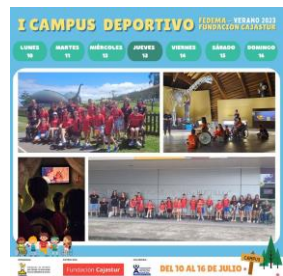 I CAMPUS DEPORTIVO FEDEMA - VERANO 2023
FUNDACIÓN CAJASTUR
LUNES MARTES MIÉRCOLES JUEVES VIERNES SÁBADO DOMINGO
10 11 12 13 14 15 16
Fundación Cajastur
DEL 10 AL 16 DE JULIO
CAMPUS